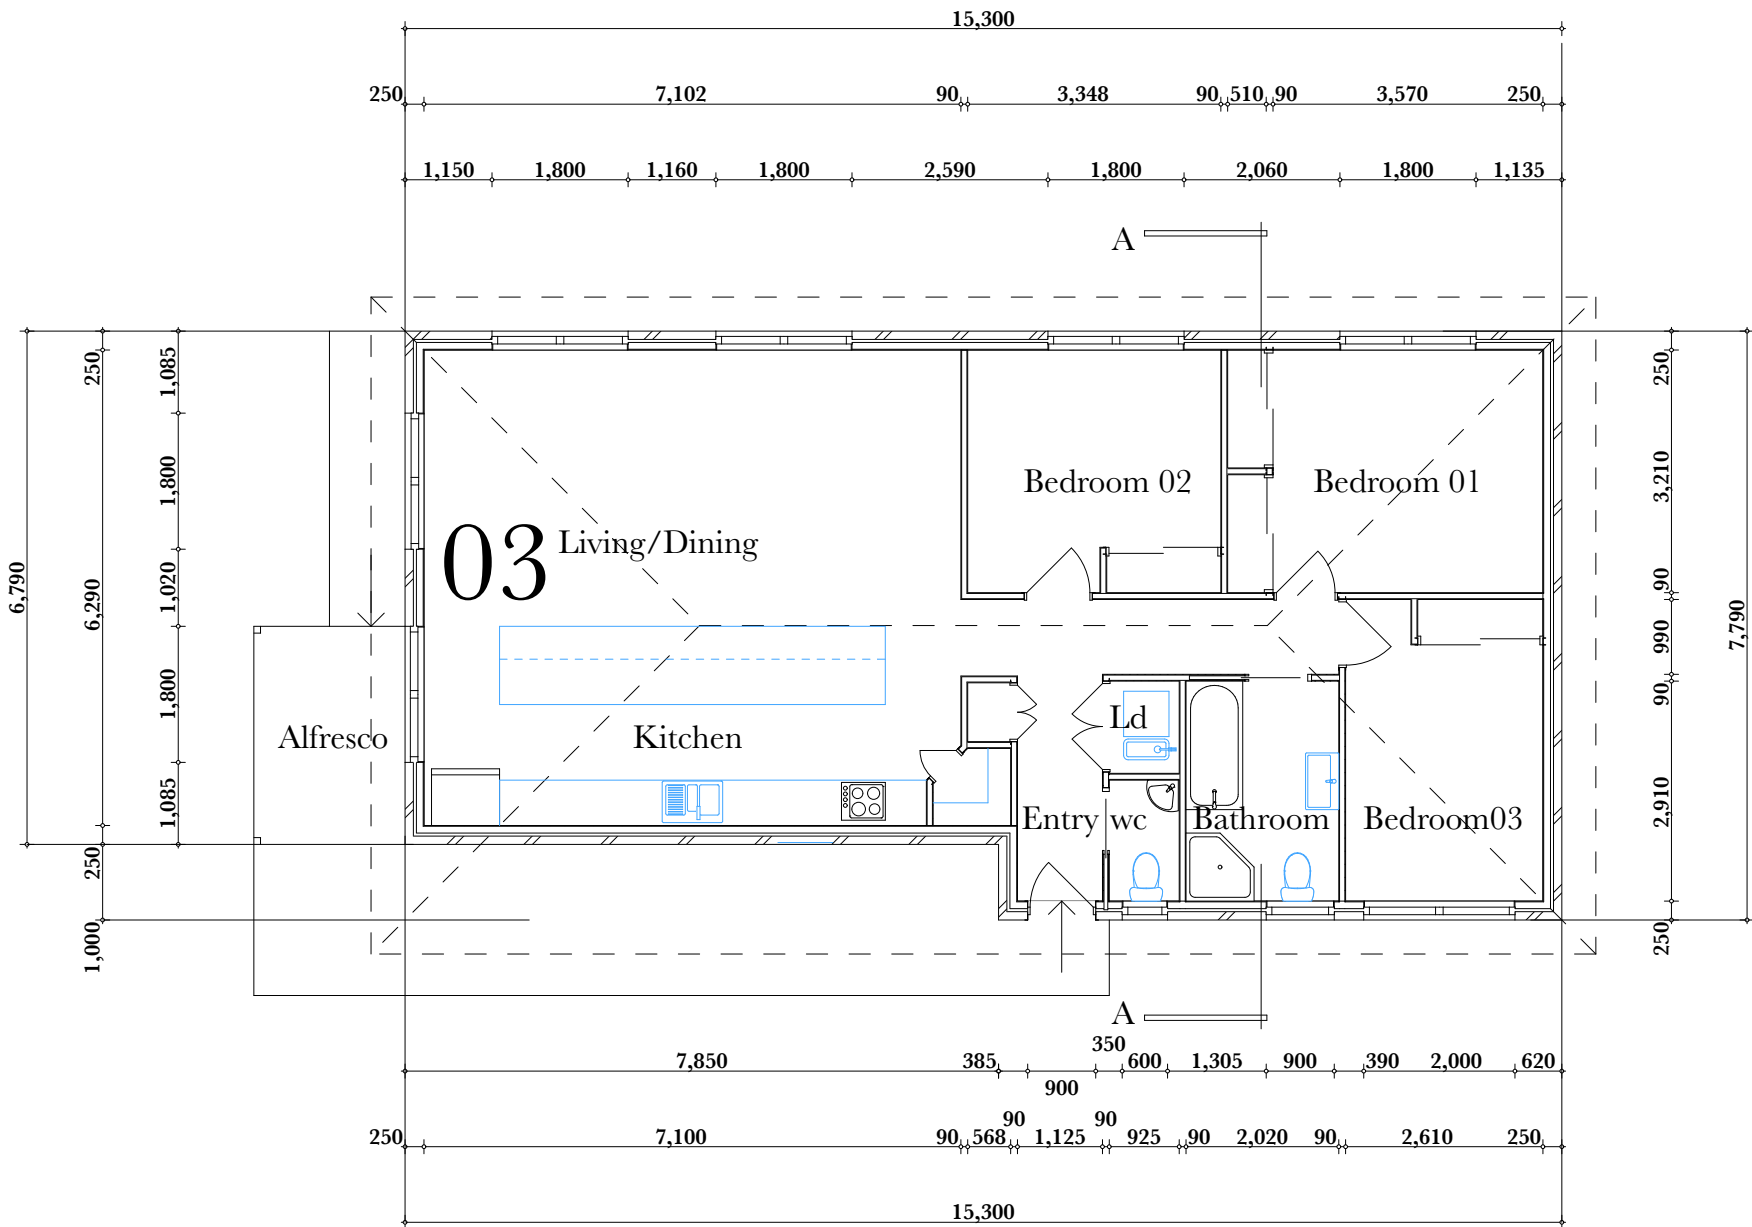 15,300
250 7,102 90 3,348 90 510 90 3,570 250
1,150 1,800 1,160 1,800 2,590 1,800 2,060 1,800 1,135
A
6,790
250 6,290 250 1,000
1,085 1,800 1,020 1,800 1,085
250 3,210 90 990 90 2,910 250
7,790
Bedroom 02 Bedroom 01
03 Living/Dining
Alfresco Kitchen Ld
Entry wc Bathroom Bedroom03
A
350
7,850 385 600 1,305 900 390 2,000 620
900
90 90
250 7,100 90 568 1,125 925 90 2,020 90 2,610 250
15,300